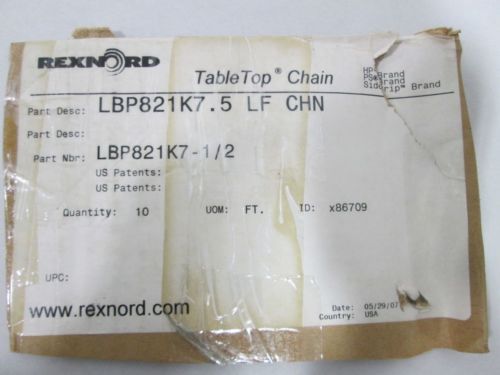 REXNORD
TableTop® Chain
HP® Brand
PS® Brand
SideGrip™ Brand
Part Desc: LBP821K7.5 LF CHN
Part Desc:
Part Nbr: LBP821K7-1/2
US Patents:
US Patents:
Quantity: 10 UOM: FT. ID: x86709
UPC:
www.rexnord.com
Date: 05/29/07
Country: USA